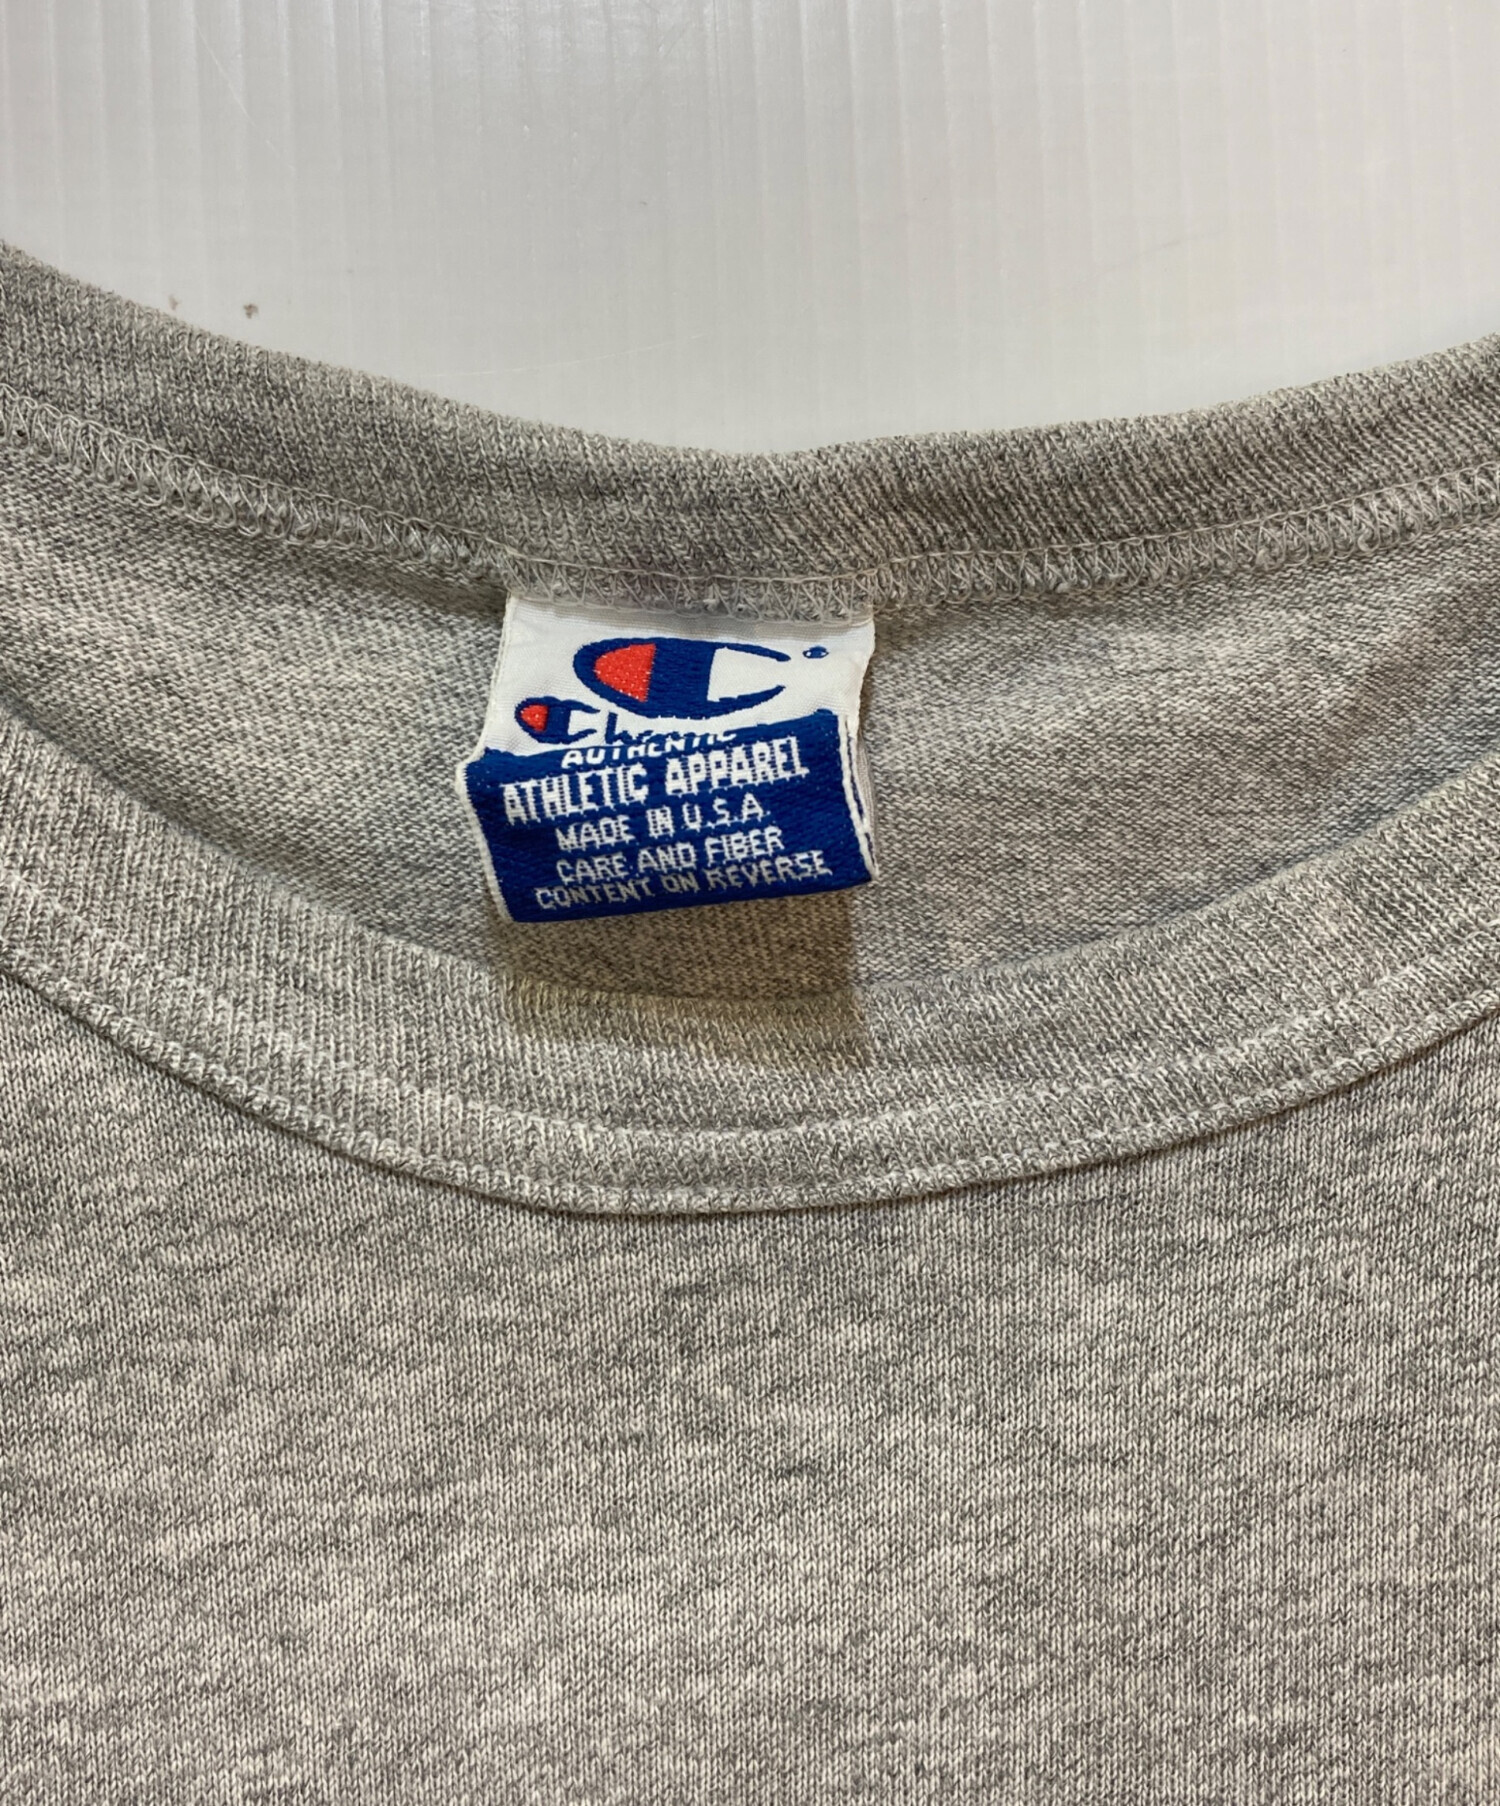 AUTHENTIC
ATHLETIC APPAREL
MADE IN U.S.A.
CARE AND FIBER
CONTENT ON REVERSE